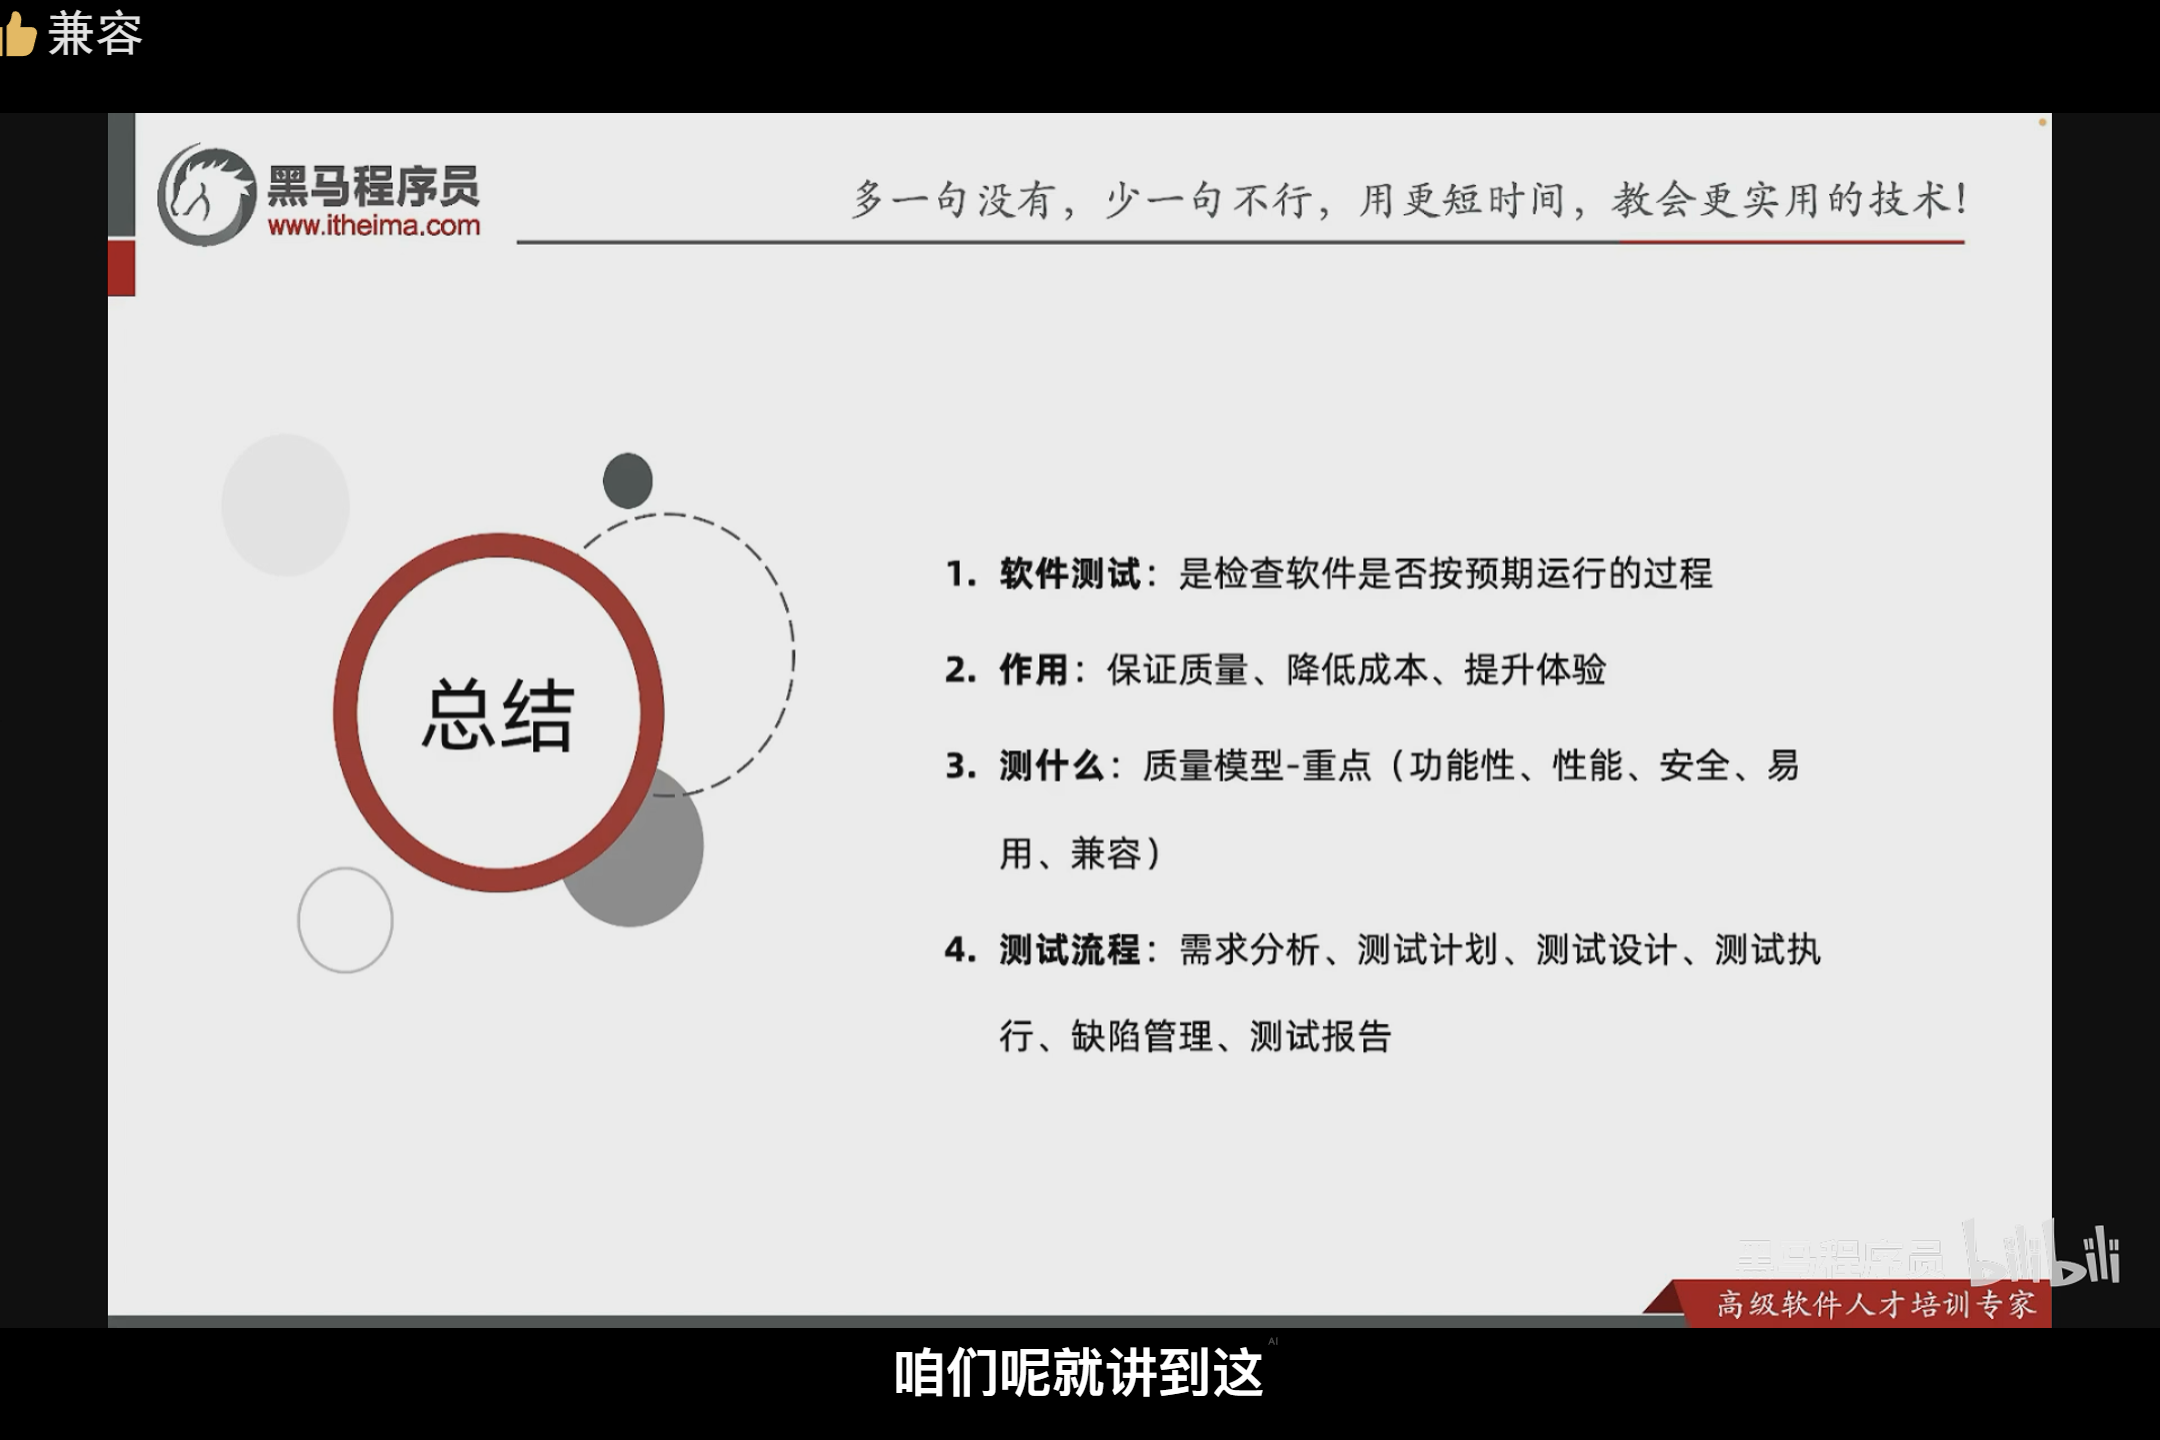 兼容
黑马程序员
www.itheima.com
多一句没有，少一句不行，用更短时间，教会更实用的技术！
总结
1. 软件测试：是检查软件是否按预期运行的过程
2. 作用：保证质量、降低成本、提升体验
3. 测什么：质量模型-重点（功能性、性能、安全、易
用、兼容）
4. 测试流程：需求分析、测试计划、测试设计、测试执
行、缺陷管理、测试报告
黑马程序员 bilibili
高级软件人才培训专家
咱们呢就讲到这
AI